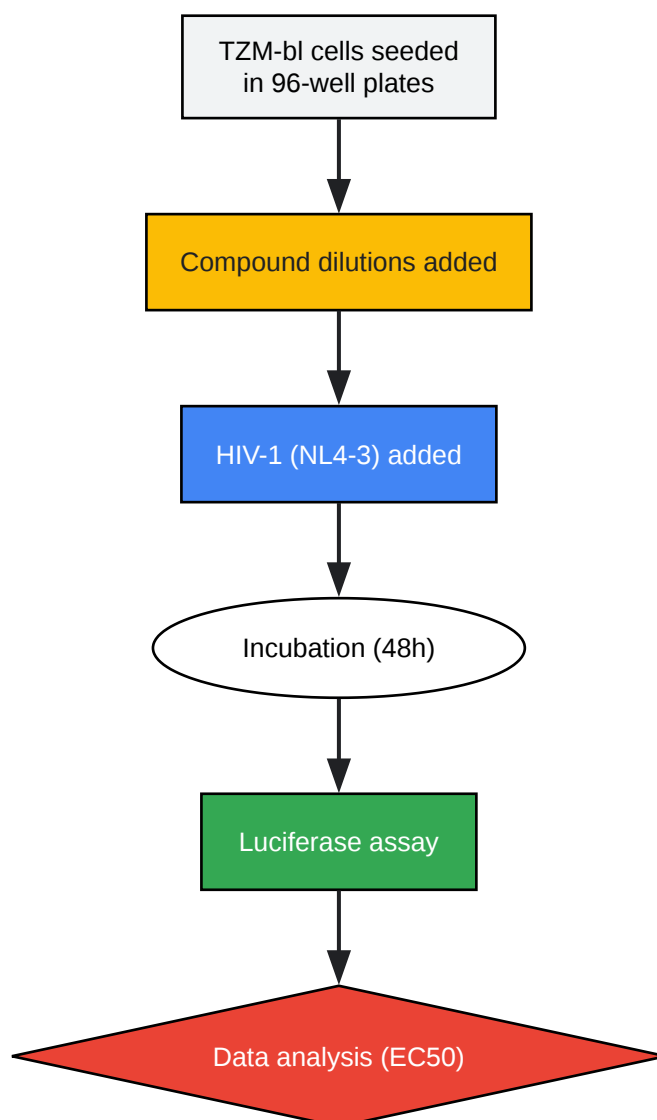 TZM-bl cells seeded
in 96-well plates
Compound dilutions added
HIV-1 (NL4-3) added
Incubation (48h)
Luciferase assay
Data analysis (EC50)